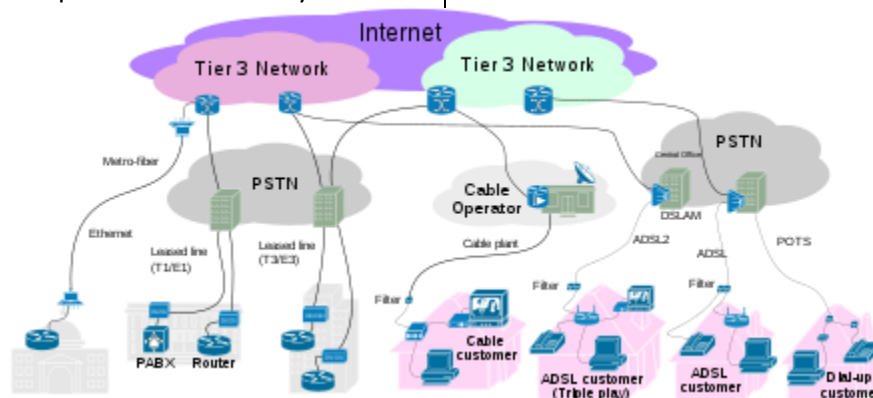 Internet
Tier 3 Network
Tier 3 Network
PSTN
Central Office
Metro-fiber
PSTN
Cable
Operator
DSLAM
Ethernet
Leased line
(T1/E1)
Leased line
(T3/E3)
Cable plant
ADSL2
ADSL
POTS
Filter
Filter
Filter
PABX
Router
Cable
customer
ADSL customer
(Triple play)
ADSL
customer
Dial-up
custome